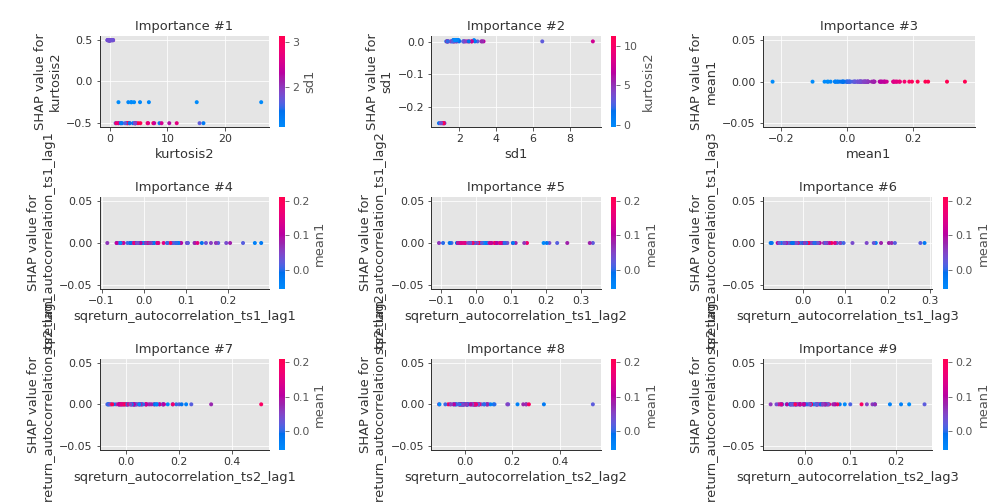 Importance #1
Importance #2
Importance #3
SHAP value for
kurtosis2
0.5
0.0
−0.5
0
10
20
kurtosis2
3
2
sd1
SHAP value for
sd1
0.0
−0.1
−0.2
2
4
6
8
sd1
10
5
0
kurtosis2
SHAP value for
mean1
0.05
0.00
−0.05
−0.2
0.0
0.2
mean1
Importance #4
Importance #5
Importance #6
SHAP value for
sqreturn_autocorrelation_ts1_lag1
0.05
0.00
−0.05
−0.1
0.0
0.1
0.2
sqreturn_autocorrelation_ts1_lag1
0.2
0.1
0.0
mean1
SHAP value for
sqreturn_autocorrelation_ts1_lag2
0.05
0.00
−0.05
−0.1
0.0
0.1
0.2
0.3
sqreturn_autocorrelation_ts1_lag2
0.2
0.1
0.0
mean1
SHAP value for
sqreturn_autocorrelation_ts1_lag3
0.05
0.00
−0.05
0.0
0.1
0.2
0.3
sqreturn_autocorrelation_ts1_lag3
0.2
0.1
0.0
mean1
Importance #7
Importance #8
Importance #9
SHAP value for
sqreturn_autocorrelation_ts2_lag1
0.05
0.00
−0.05
0.0
0.2
0.4
sqreturn_autocorrelation_ts2_lag1
0.2
0.1
0.0
mean1
SHAP value for
sqreturn_autocorrelation_ts2_lag2
0.05
0.00
−0.05
0.0
0.2
0.4
sqreturn_autocorrelation_ts2_lag2
0.2
0.1
0.0
mean1
SHAP value for
sqreturn_autocorrelation_ts2_lag3
0.05
0.00
−0.05
0.0
0.1
0.2
sqreturn_autocorrelation_ts2_lag3
0.2
0.1
0.0
mean1